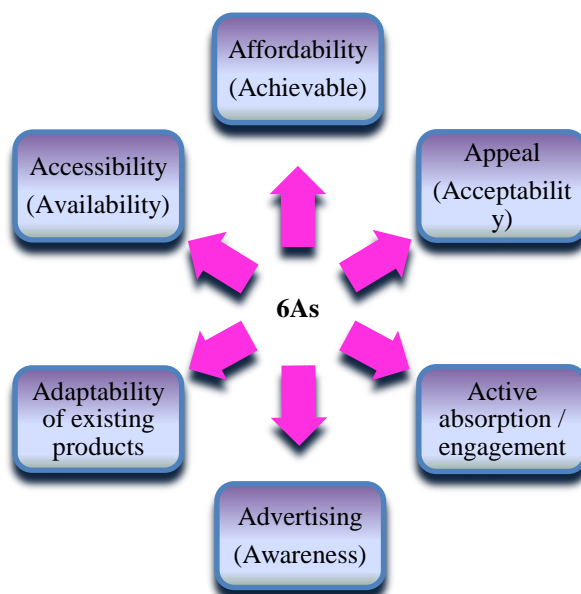 Affordability
(Achievable)
Accessibility
(Availability)
Appeal
(Acceptabilit
y)
6As
Adaptability
of existing
products
Active
absorption /
engagement
Advertising
(Awareness)